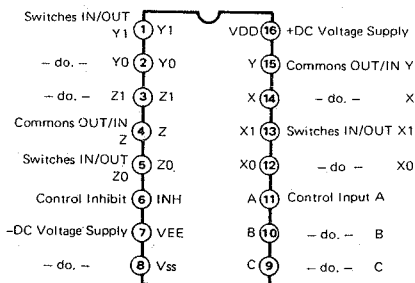 Switches IN/OUT
Y1 1 Y1 VDD 16 +DC Voltage Supply
- do. - Y0 2 Y0 Y 15 Commons OUT/IN Y
- do. - Z1 3 Z1 X 14 - do. - X
Commons OUT/IN
Z 4 Z X1 13 Switches IN/OUT X1
Switches IN/OUT
Z0 5 Z0 X0 12 - do - X0
Control Inhibit 6 INH A 11 Control Input A
-DC Voltage Supply 7 VEE B 10 - do. - B
- do. - 8 Vss C 9 - do. - C